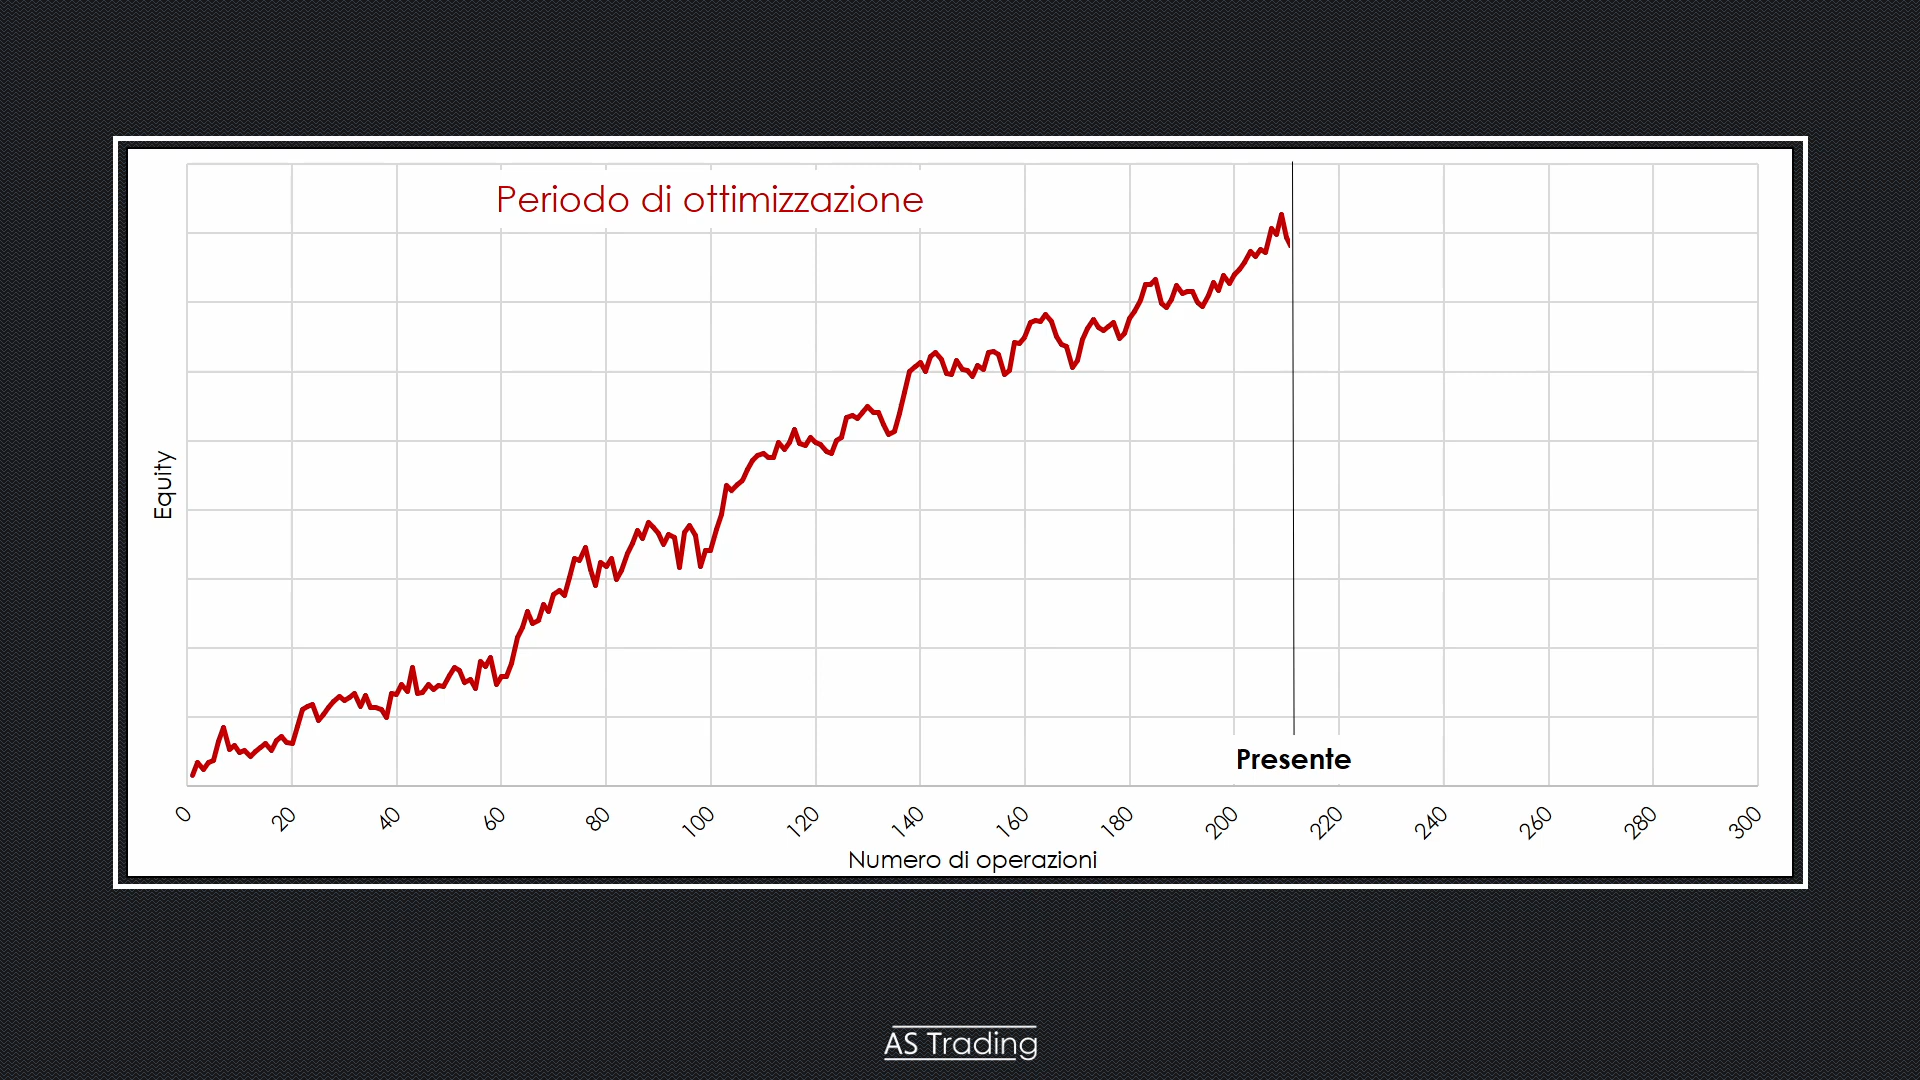 Periodo di ottimizzazione
Equity
Presente
0 20 40 60 80 100 120 140 160 180 200 220 240 260 280 300
Numero di operazioni
AS Trading